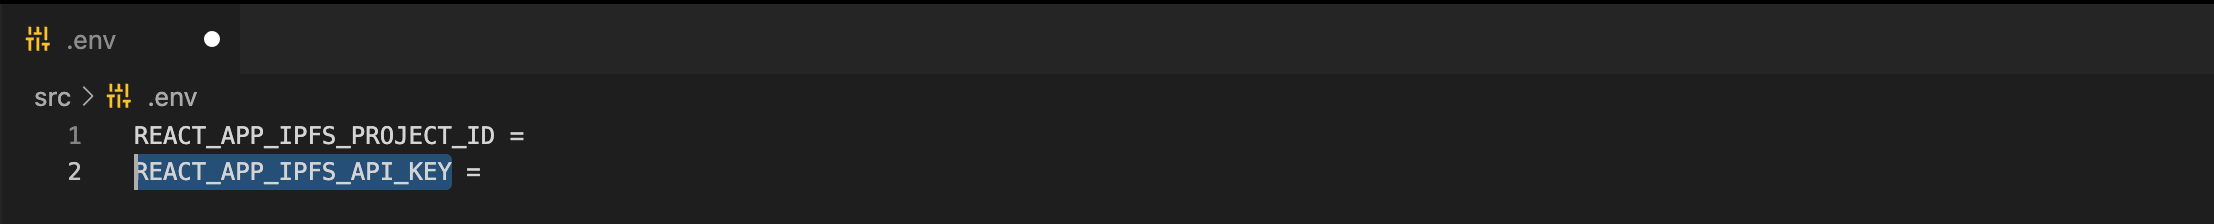 .env
src > .env
1 REACT_APP_IPFS_PROJECT_ID =
2 REACT_APP_IPFS_API_KEY =